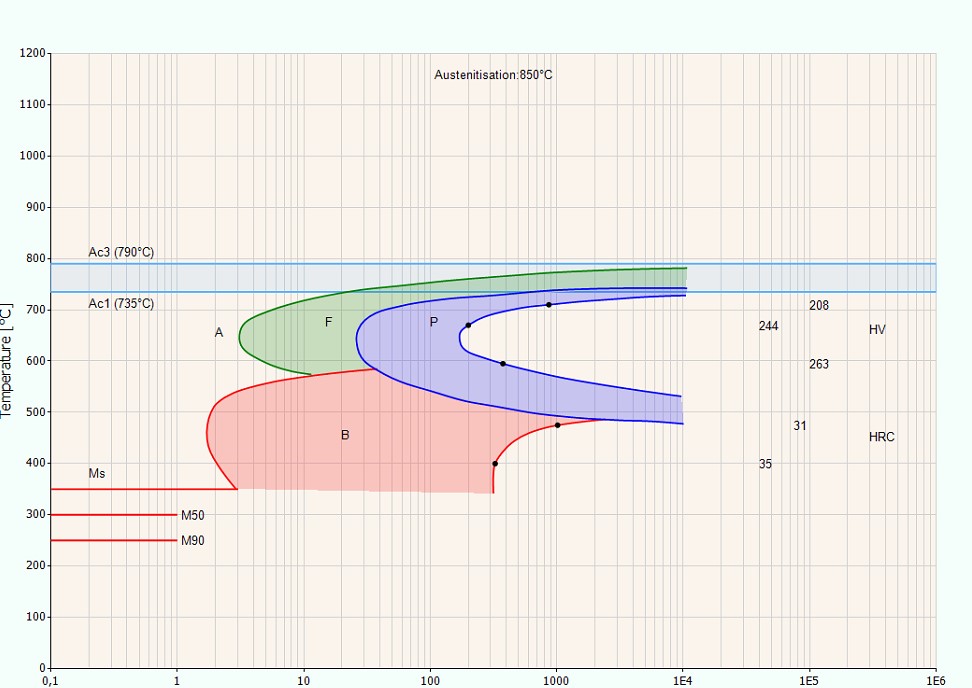 1200
Austenitisation:850°C
1100
1000
900
Ac3 (790°C)
800
Ac1 (735°C)
208
700
A
F
P
244
HV
600
263
Temperature [°C]
500
31
B
HRC
400
Ms
35
300
M50
M90
200
100
0
0,1
1
10
100
1000
1E4
1E5
1E6